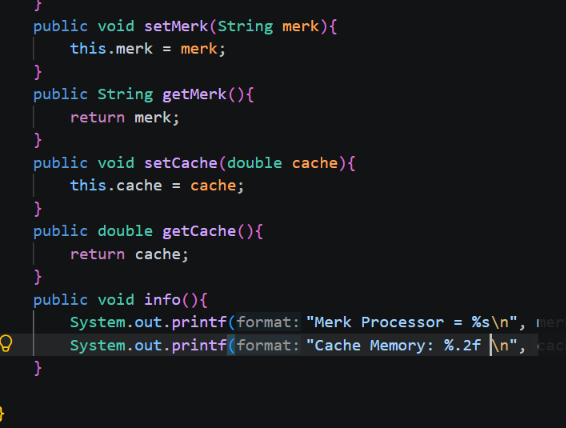 }
public void setMerk(String merk){
this.merk = merk;
}
public String getMerk(){
return merk;
}
public void setCache(double cache){
this.cache = cache;
}
public double getCache(){
return cache;
}
public void info(){
System.out.printf(format: "Merk Processor = %s\n", mer
System.out.printf(format: "Cache Memory: %.2f \n", cac
}
}